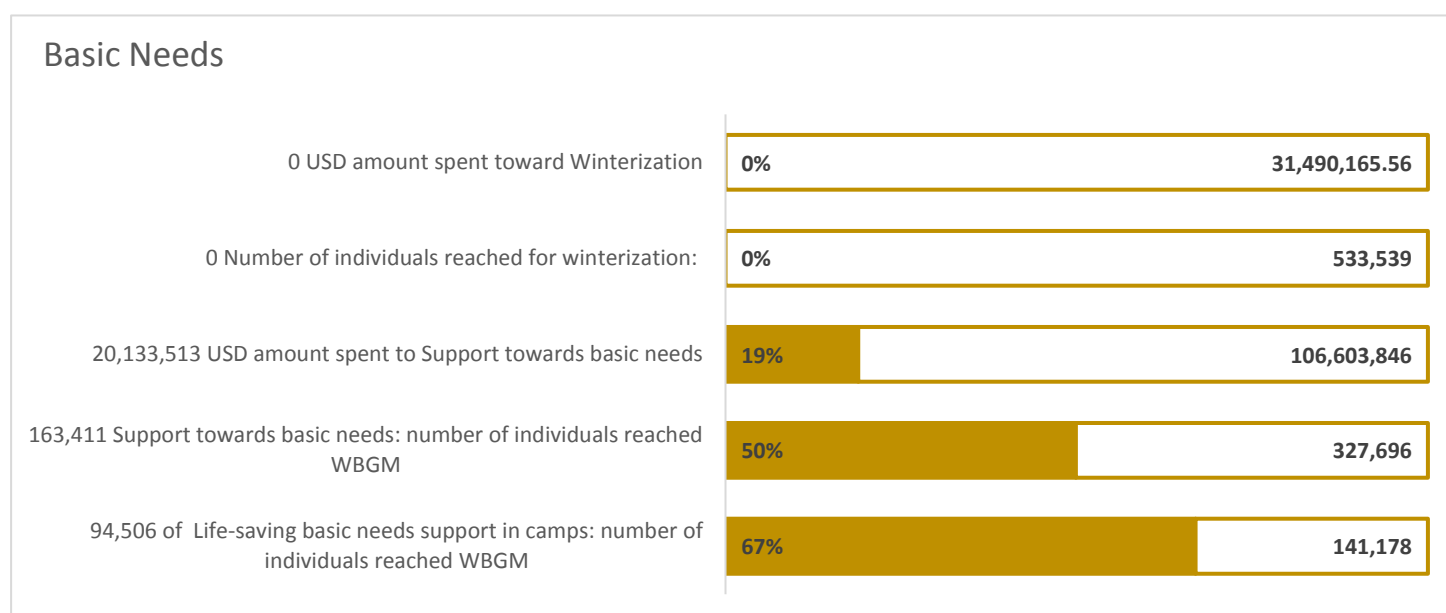 Basic Needs
0 USD amount spent toward Winterization
0% 31,490,165.56
0 Number of individuals reached for winterization:
0% 533,539
20,133,513 USD amount spent to Support towards basic needs
19% 106,603,846
163,411 Support towards basic needs: number of individuals reached
WBGM
50% 327,696
94,506 of  Life-saving basic needs support in camps: number of
individuals reached WBGM
67% 141,178